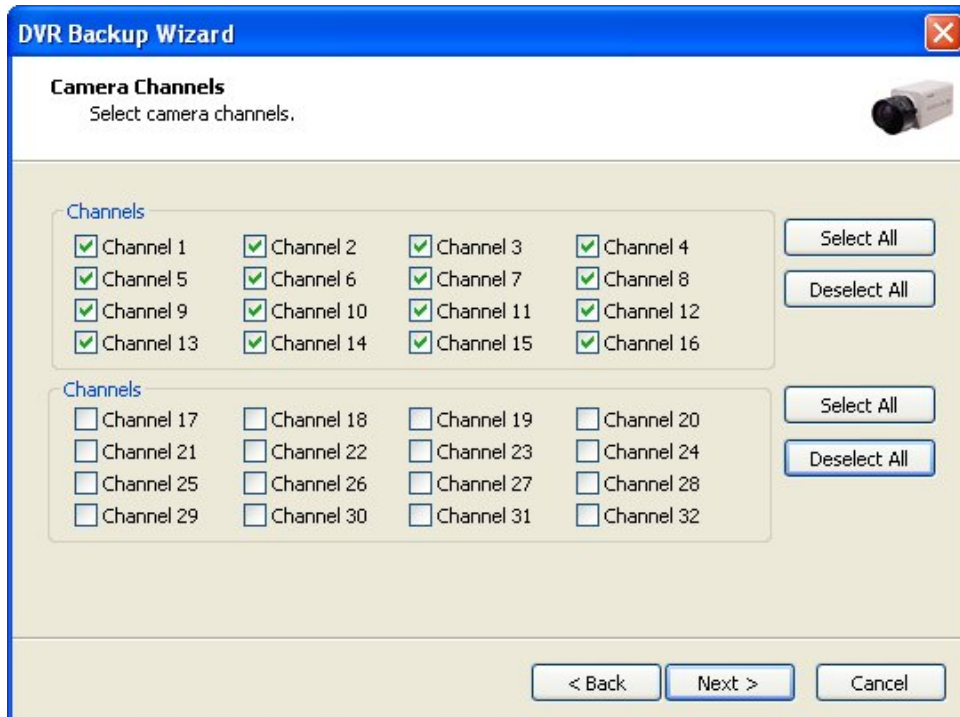 DVR Backup Wizard
Camera Channels
Select camera channels.
Channels
Channel 1 Channel 2 Channel 3 Channel 4
Channel 5 Channel 6 Channel 7 Channel 8
Channel 9 Channel 10 Channel 11 Channel 12
Channel 13 Channel 14 Channel 15 Channel 16
Select All
Deselect All
Channels
Channel 17 Channel 18 Channel 19 Channel 20
Channel 21 Channel 22 Channel 23 Channel 24
Channel 25 Channel 26 Channel 27 Channel 28
Channel 29 Channel 30 Channel 31 Channel 32
Select All
Deselect All
< Back Next > Cancel